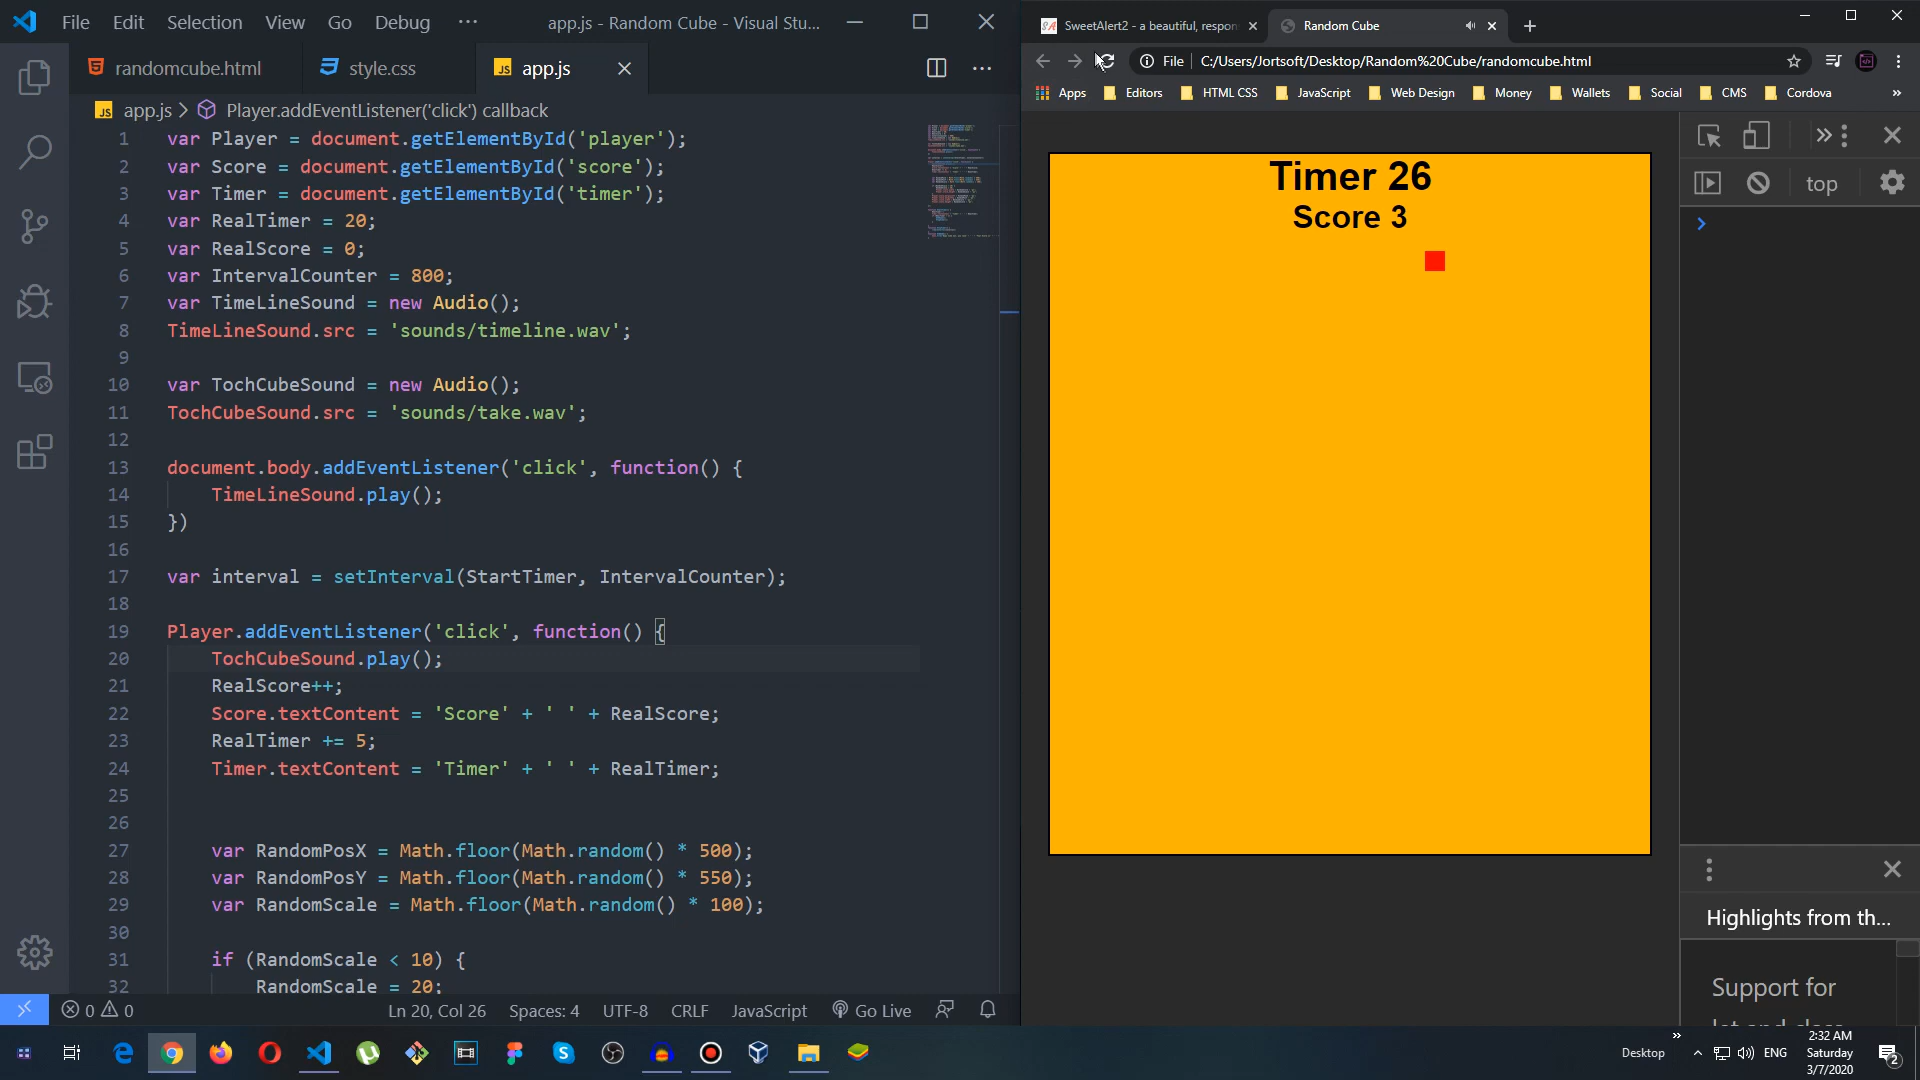 File Edit Selection View Go Debug ··· app.js - Random Cube - Visual Stu...
randomcube.html style.css JS app.js
JS app.js > Player.addEventListener('click') callback
1 var Player = document.getElementById('player');
2 var Score = document.getElementById('score');
3 var Timer = document.getElementById('timer');
4 var RealTimer = 20;
5 var RealScore = 0;
6 var IntervalCounter = 800;
7 var TimeLineSound = new Audio();
8 TimeLineSound.src = 'sounds/timeline.wav';
9
10 var TochCubeSound = new Audio();
11 TochCubeSound.src = 'sounds/take.wav';
12
13 document.body.addEventListener('click', function() {
14 TimeLineSound.play();
15 })
16
17 var interval = setInterval(StartTimer, IntervalCounter);
18
19 Player.addEventListener('click', function() {
20 TochCubeSound.play();
21 RealScore++;
22 Score.textContent = 'Score' + ' ' + RealScore;
23 RealTimer += 5;
24 Timer.textContent = 'Timer' + ' ' + RealTimer;
25
26
27 var RandomPosX = Math.floor(Math.random() * 500);
28 var RandomPosY = Math.floor(Math.random() * 550);
29 var RandomScale = Math.floor(Math.random() * 100);
30
31 if (RandomScale < 10) {
32 RandomScale = 20;
0 0 Ln 20, Col 26 Spaces: 4 UTF-8 CRLF JavaScript Go Live
SweetAlert2 - a beautiful, respon Random Cube
File C:/Users/Jortsoft/Desktop/Random%20Cube/randomcube.html
Apps Editors HTML CSS JavaScript Web Design Money Wallets Social CMS Cordova »
Timer 26
Score 3
top
Highlights from th...
Support for
Desktop ENG 2:32 AM
Saturday
3/7/2020
2